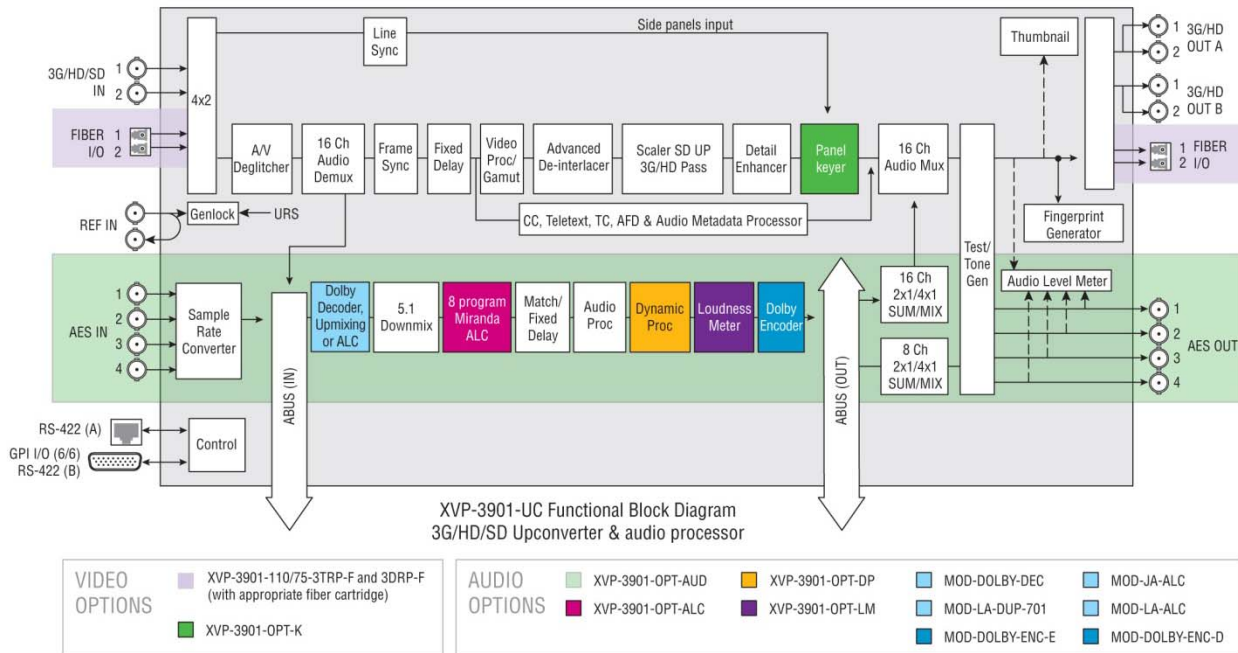 Side panels input
Line
Sync
Thumbnail
1
2
3G/HD
OUT A
1
2
3G/HD
OUT B
3G/HD/SD
IN
1
2
4x2
FIBER
I/O
1
2
1
2
FIBER
I/O
A/V
Deglitcher
16 Ch
Audio
Demux
Frame
Sync
Fixed
Delay
Video
Proc/
Gamut
Advanced
De-interlacer
Scaler SD UP
3G/HD Pass
Detail
Enhancer
Panel
keyer
16 Ch
Audio Mux
REF IN
Genlock
URS
CC, Teletext, TC, AFD & Audio Metadata Processor
Fingerprint
Generator
Test/
Tone
Gen
Audio Level Meter
AES IN
1
2
3
4
Sample
Rate
Converter
ABUS (IN)
Dolby
Decoder,
Upmixing
or ALC
5.1
Downmix
8 program
Miranda
ALC
Match/
Fixed
Delay
Audio
Proc
Dynamic
Proc
Loudness
Meter
Dolby
Encoder
ABUS (OUT)
16 Ch
2x1/4x1
SUM/MIX
8 Ch
2x1/4x1
SUM/MIX
1
2
3
4
AES OUT
RS-422 (A)
GPI I/O (6/6)
RS-422 (B)
Control
XVP-3901-UC Functional Block Diagram
3G/HD/SD Upconverter & audio processor
VIDEO
OPTIONS
XVP-3901-110/75-3TRP-F and 3DRP-F
(with appropriate fiber cartridge)
XVP-3901-OPT-K
AUDIO
OPTIONS
XVP-3901-OPT-AUD
XVP-3901-OPT-ALC
XVP-3901-OPT-DP
XVP-3901-OPT-LM
MOD-DOLBY-DEC
MOD-LA-DUP-701
MOD-DOLBY-ENC-E
MOD-JA-ALC
MOD-LA-ALC
MOD-DOLBY-ENC-D